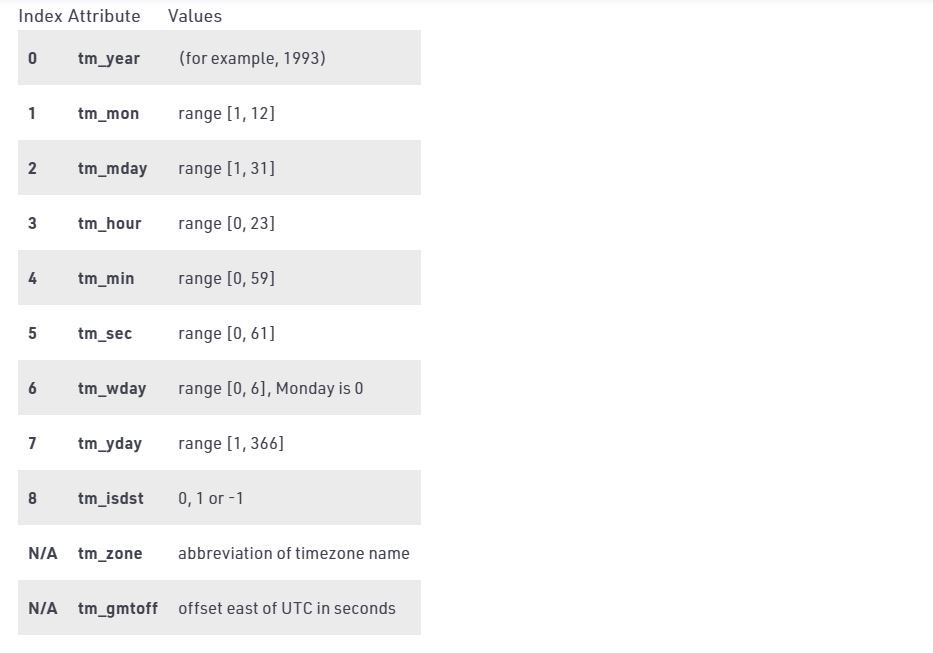 Index Attribute Values
0 tm_year (for example, 1993)
1 tm_mon range [1, 12]
2 tm_mday range [1, 31]
3 tm_hour range [0, 23]
4 tm_min range [0, 59]
5 tm_sec range [0, 61]
6 tm_wday range [0, 6], Monday is 0
7 tm_yday range [1, 366]
8 tm_isdst 0, 1 or -1
N/A tm_zone abbreviation of timezone name
N/A tm_gmtoff offset east of UTC in seconds